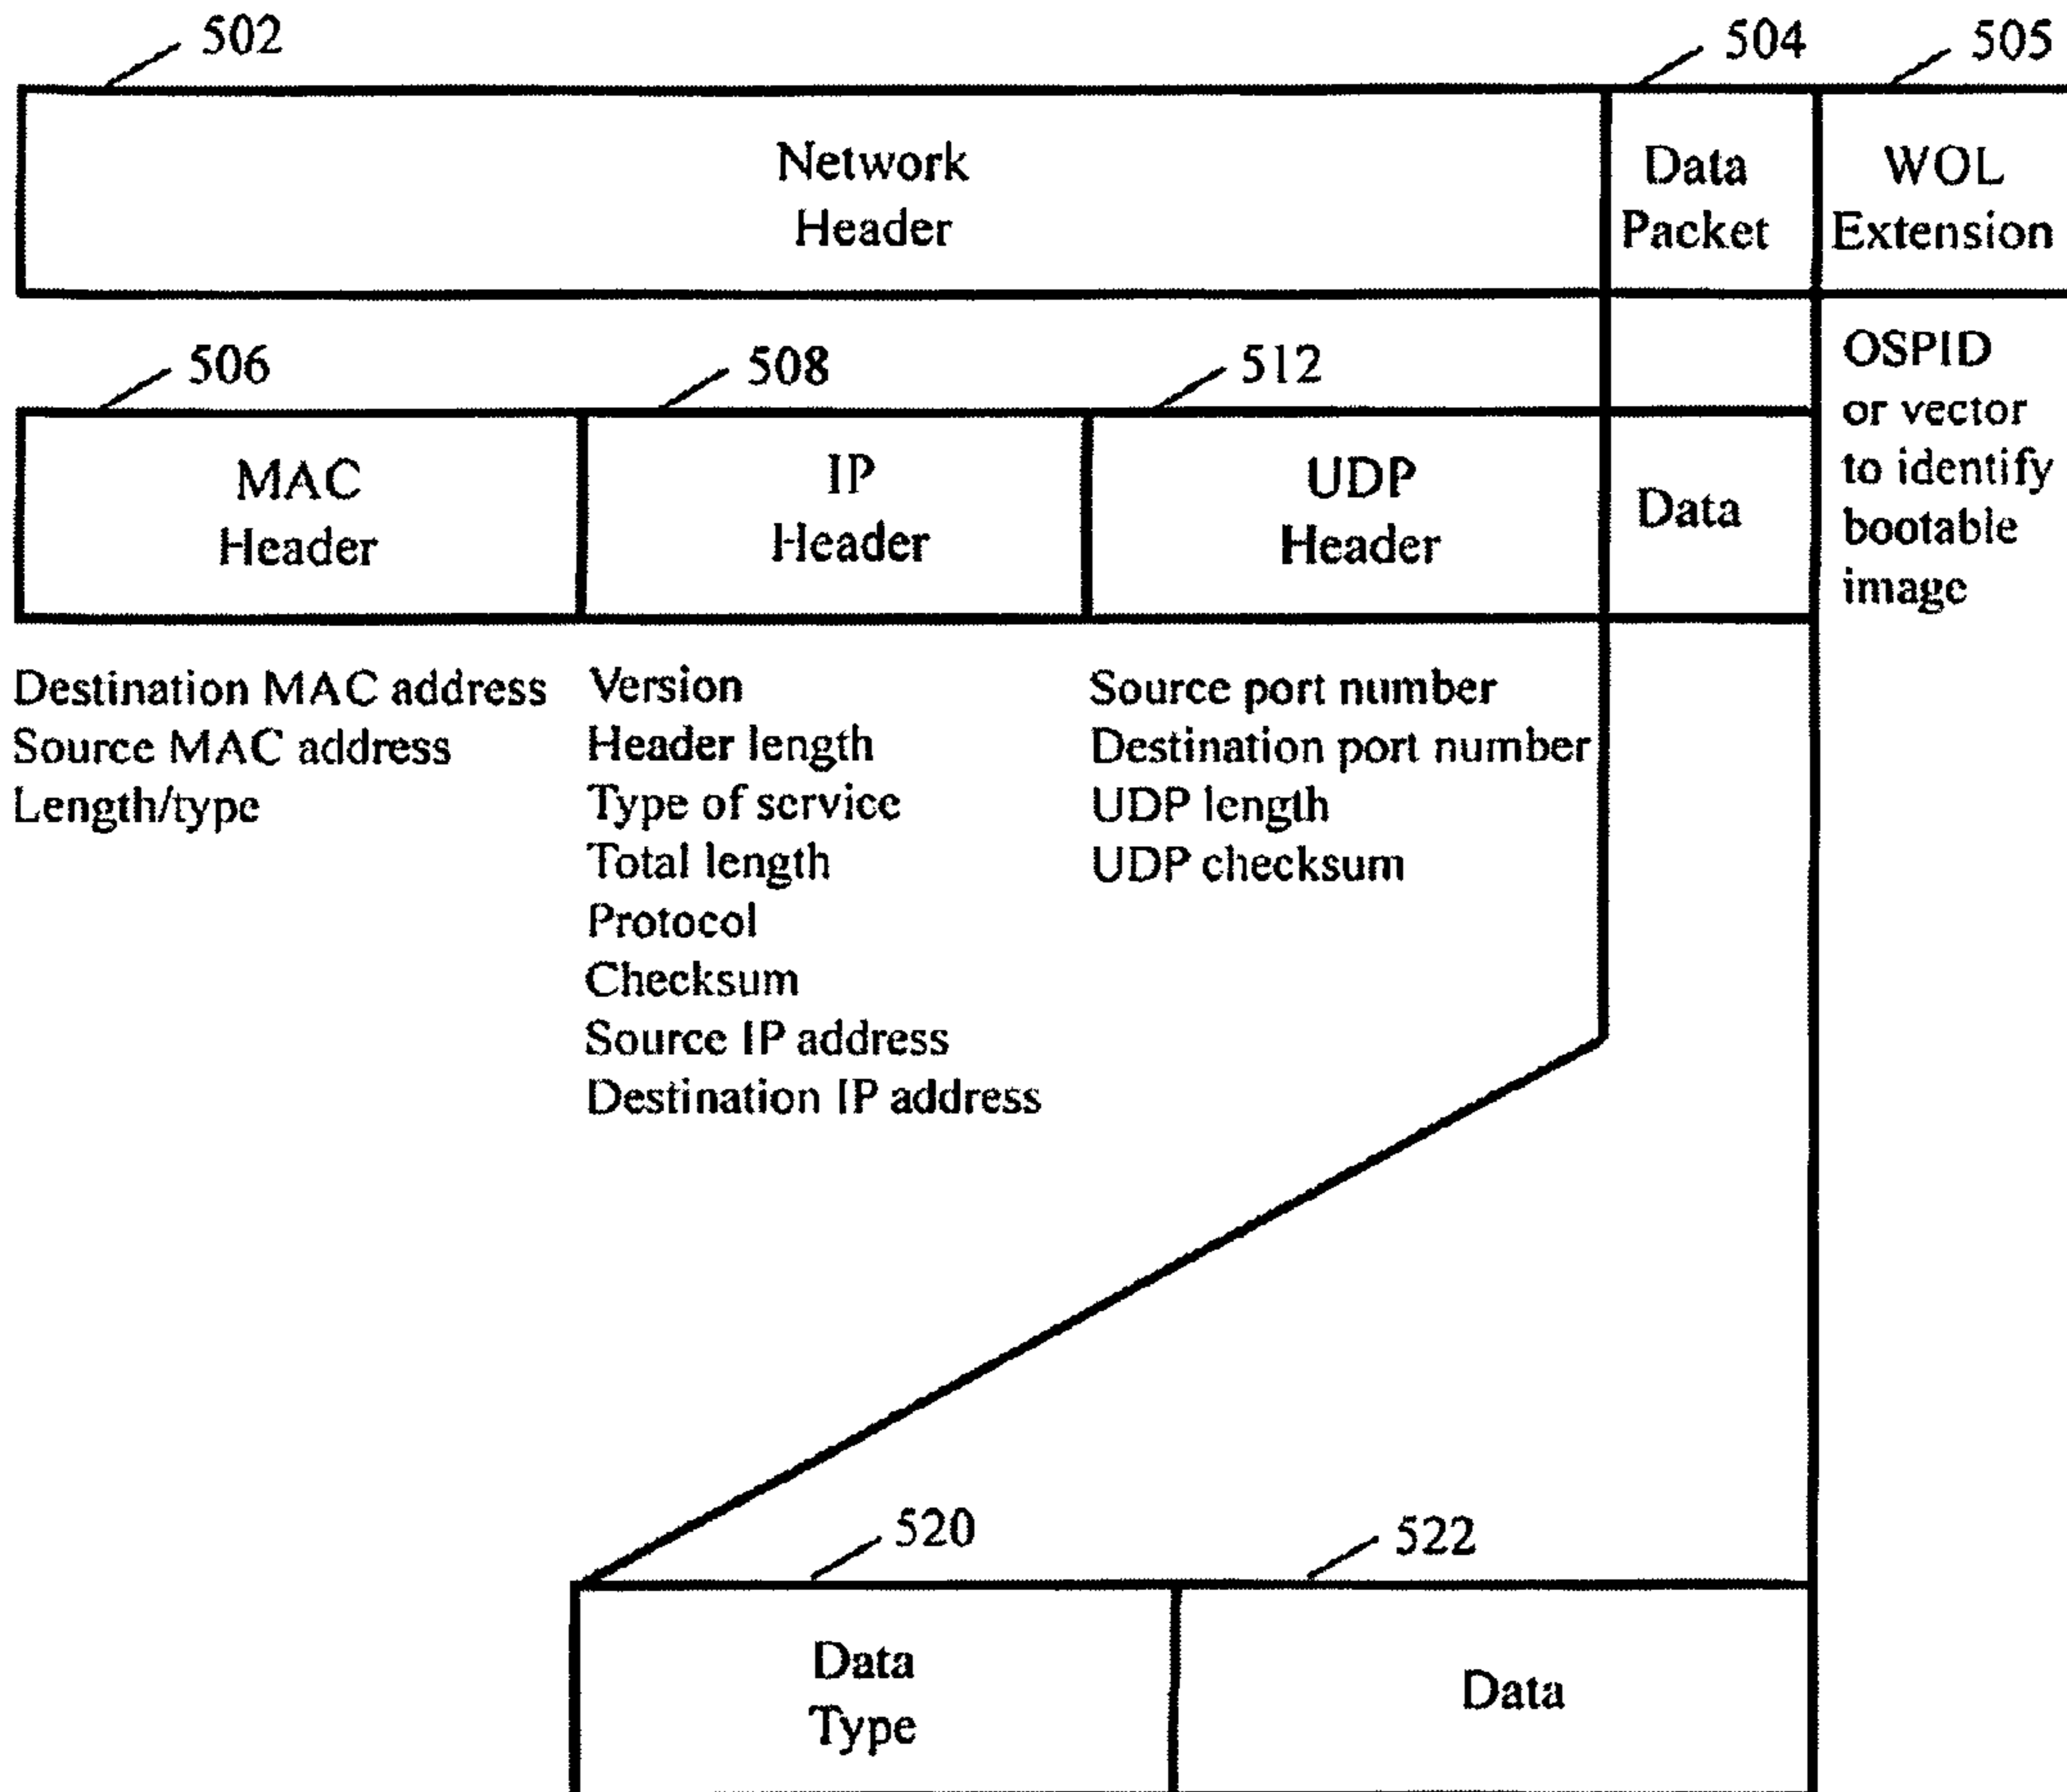 502
504
505
Network
Header
Data
Packet
WOL
Extension
506
508
512
MAC
Header
IP
Header
UDP
Header
Data
OSPID
or vector
to identify
bootable
image
Destination MAC address
Source MAC address
Length/type
Version
Header length
Type of service
Total length
Protocol
Checksum
Source IP address
Destination IP address
Source port number
Destination port number
UDP length
UDP checksum
520
522
Data
Type
Data